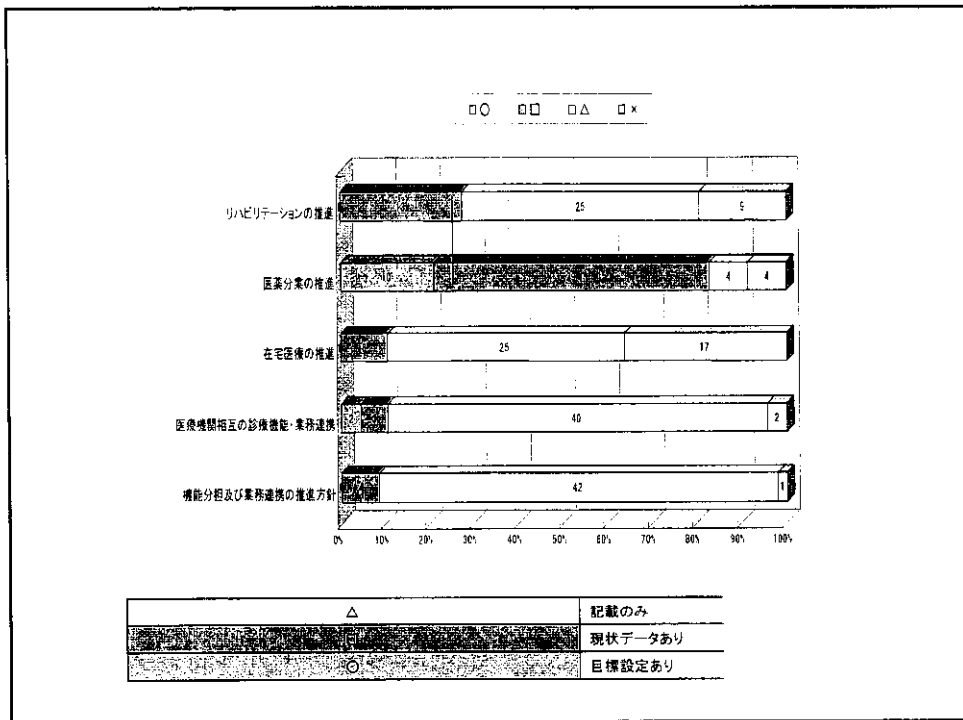 ○ □ △ ×
リハビリテーションの推進 25 9
医薬分業の推進 4 4
在宅医療の推進 25 17
医療機関相互の診療機能・業務連携 2 40 2
機能分担及び業務連携の推進方針 42 1
0% 10% 20% 30% 40% 50% 60% 70% 80% 90% 100%
△ 記載のみ
現状データあり
◎ 目標設定あり